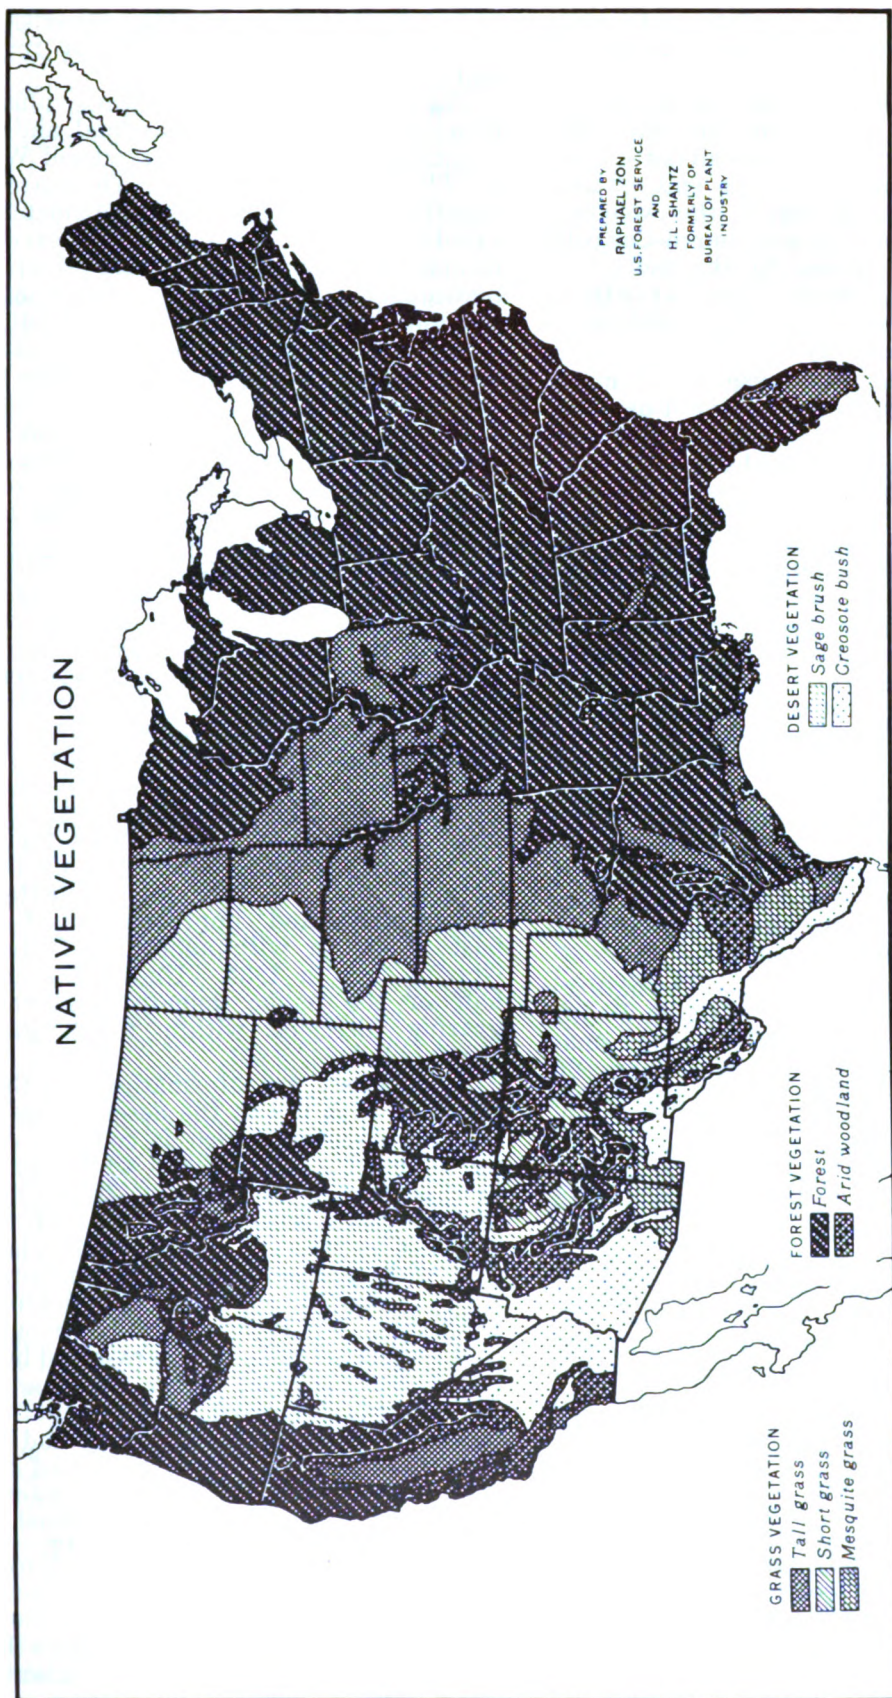 NATIVE VEGETATION
PREPARED BY
RAPHAEL ZON
U.S. FOREST SERVICE
AND
H. L. SHANTZ
FORMERLY OF
BUREAU OF PLANT
INDUSTRY
GRASS VEGETATION
Tall grass
Short grass
Mesquite grass
FOREST VEGETATION
Forest
Arid woodland
DESERT VEGETATION
Sage brush
Creosote bush